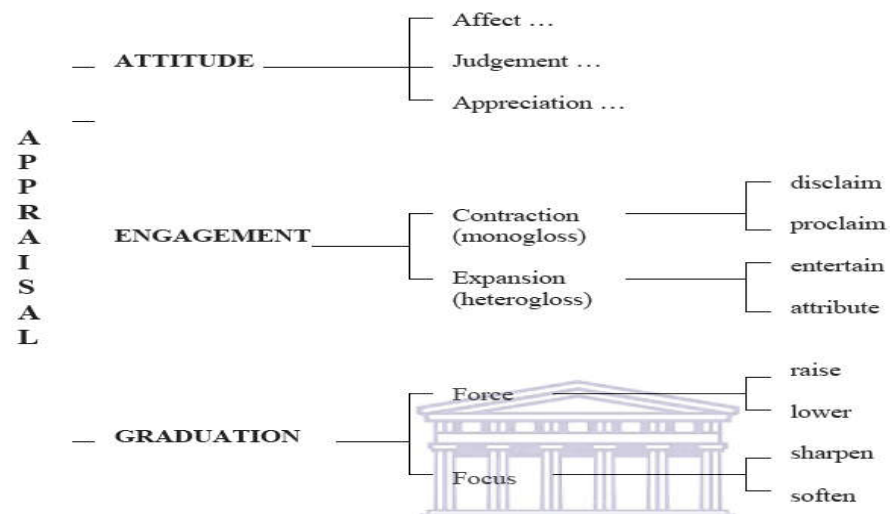 APPRAISAL
ATTITUDE
Affect …
Judgement …
Appreciation …
ENGAGEMENT
Contraction
(monogloss)
disclaim
proclaim
Expansion
(heterogloss)
entertain
attribute
GRADUATION
Force
raise
lower
Focus
sharpen
soften